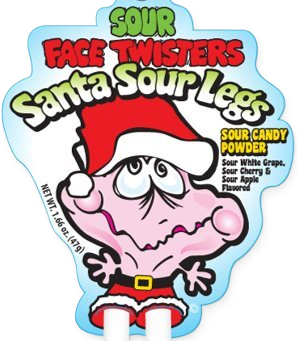 SOUR
FACE TWISTERS
Santa Sour Legs
SOUR CANDY
POWDER
Sour White Grape,
Sour Cherry &
Sour Apple
Flavored
NET WT. 1.66 oz. (47g)
©